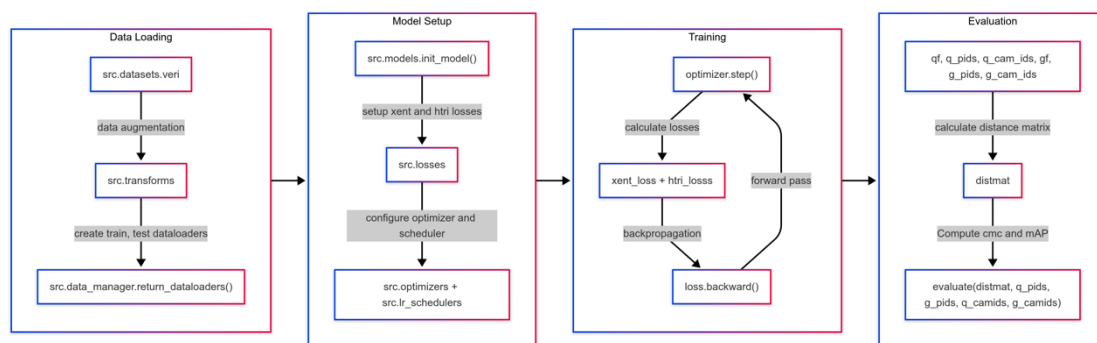 Data Loading
src.datasets.veri
data augmentation
src.transforms
create train, test dataloaders
src.data_manager.return_dataloaders()
Model Setup
src.models.init_model()
setup xent and htri losses
src.losses
configure optimizer and
scheduler
src.optimizers +
src.lr_schedulers
Training
optimizer.step()
calculate losses
xent_loss + htri_losss
forward pass
backpropagation
loss.backward()
Evaluation
qf, q_pids, q_cam_ids, gf,
g_pids, g_cam_ids
calculate distance matrix
distmat
Compute cmc and mAP
evaluate(distmat, q_pids,
g_pids, q_camids, g_camids)